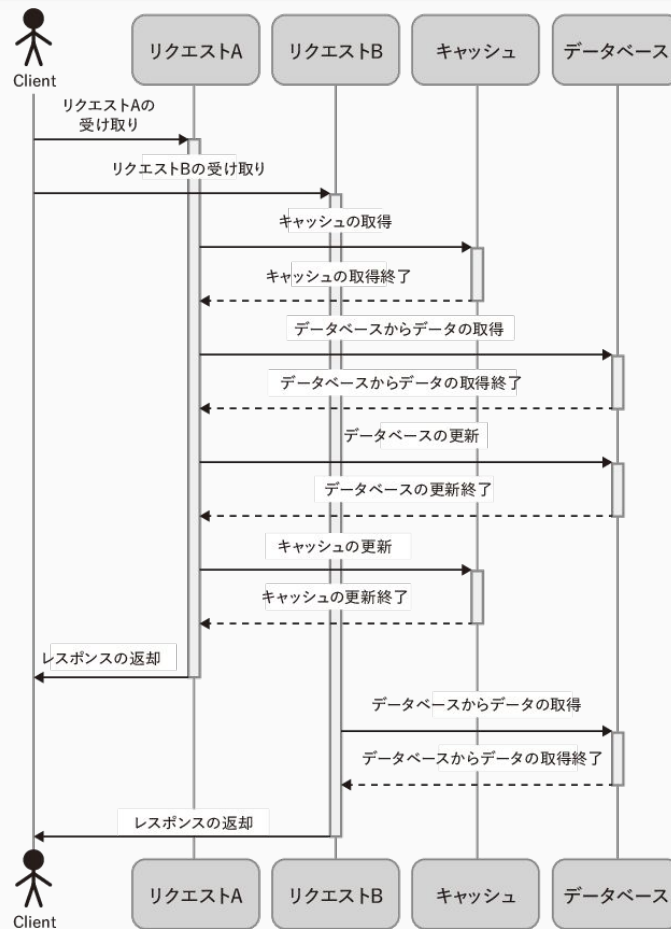 Client
リクエストA
リクエストB
キャッシュ
データベース
リクエストAの
受け取り
リクエストBの受け取り
キャッシュの取得
キャッシュの取得終了
データベースからデータの取得
データベースからデータの取得終了
データベースの更新
データベースの更新終了
キャッシュの更新
キャッシュの更新終了
レスポンスの返却
データベースからデータの取得
データベースからデータの取得終了
レスポンスの返却
Client
リクエストA
リクエストB
キャッシュ
データベース